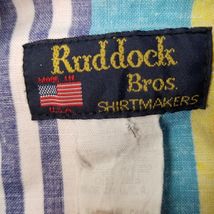 Ruddock
Bros.
MADE IN
U.S.A.
SHIRTMAKERS